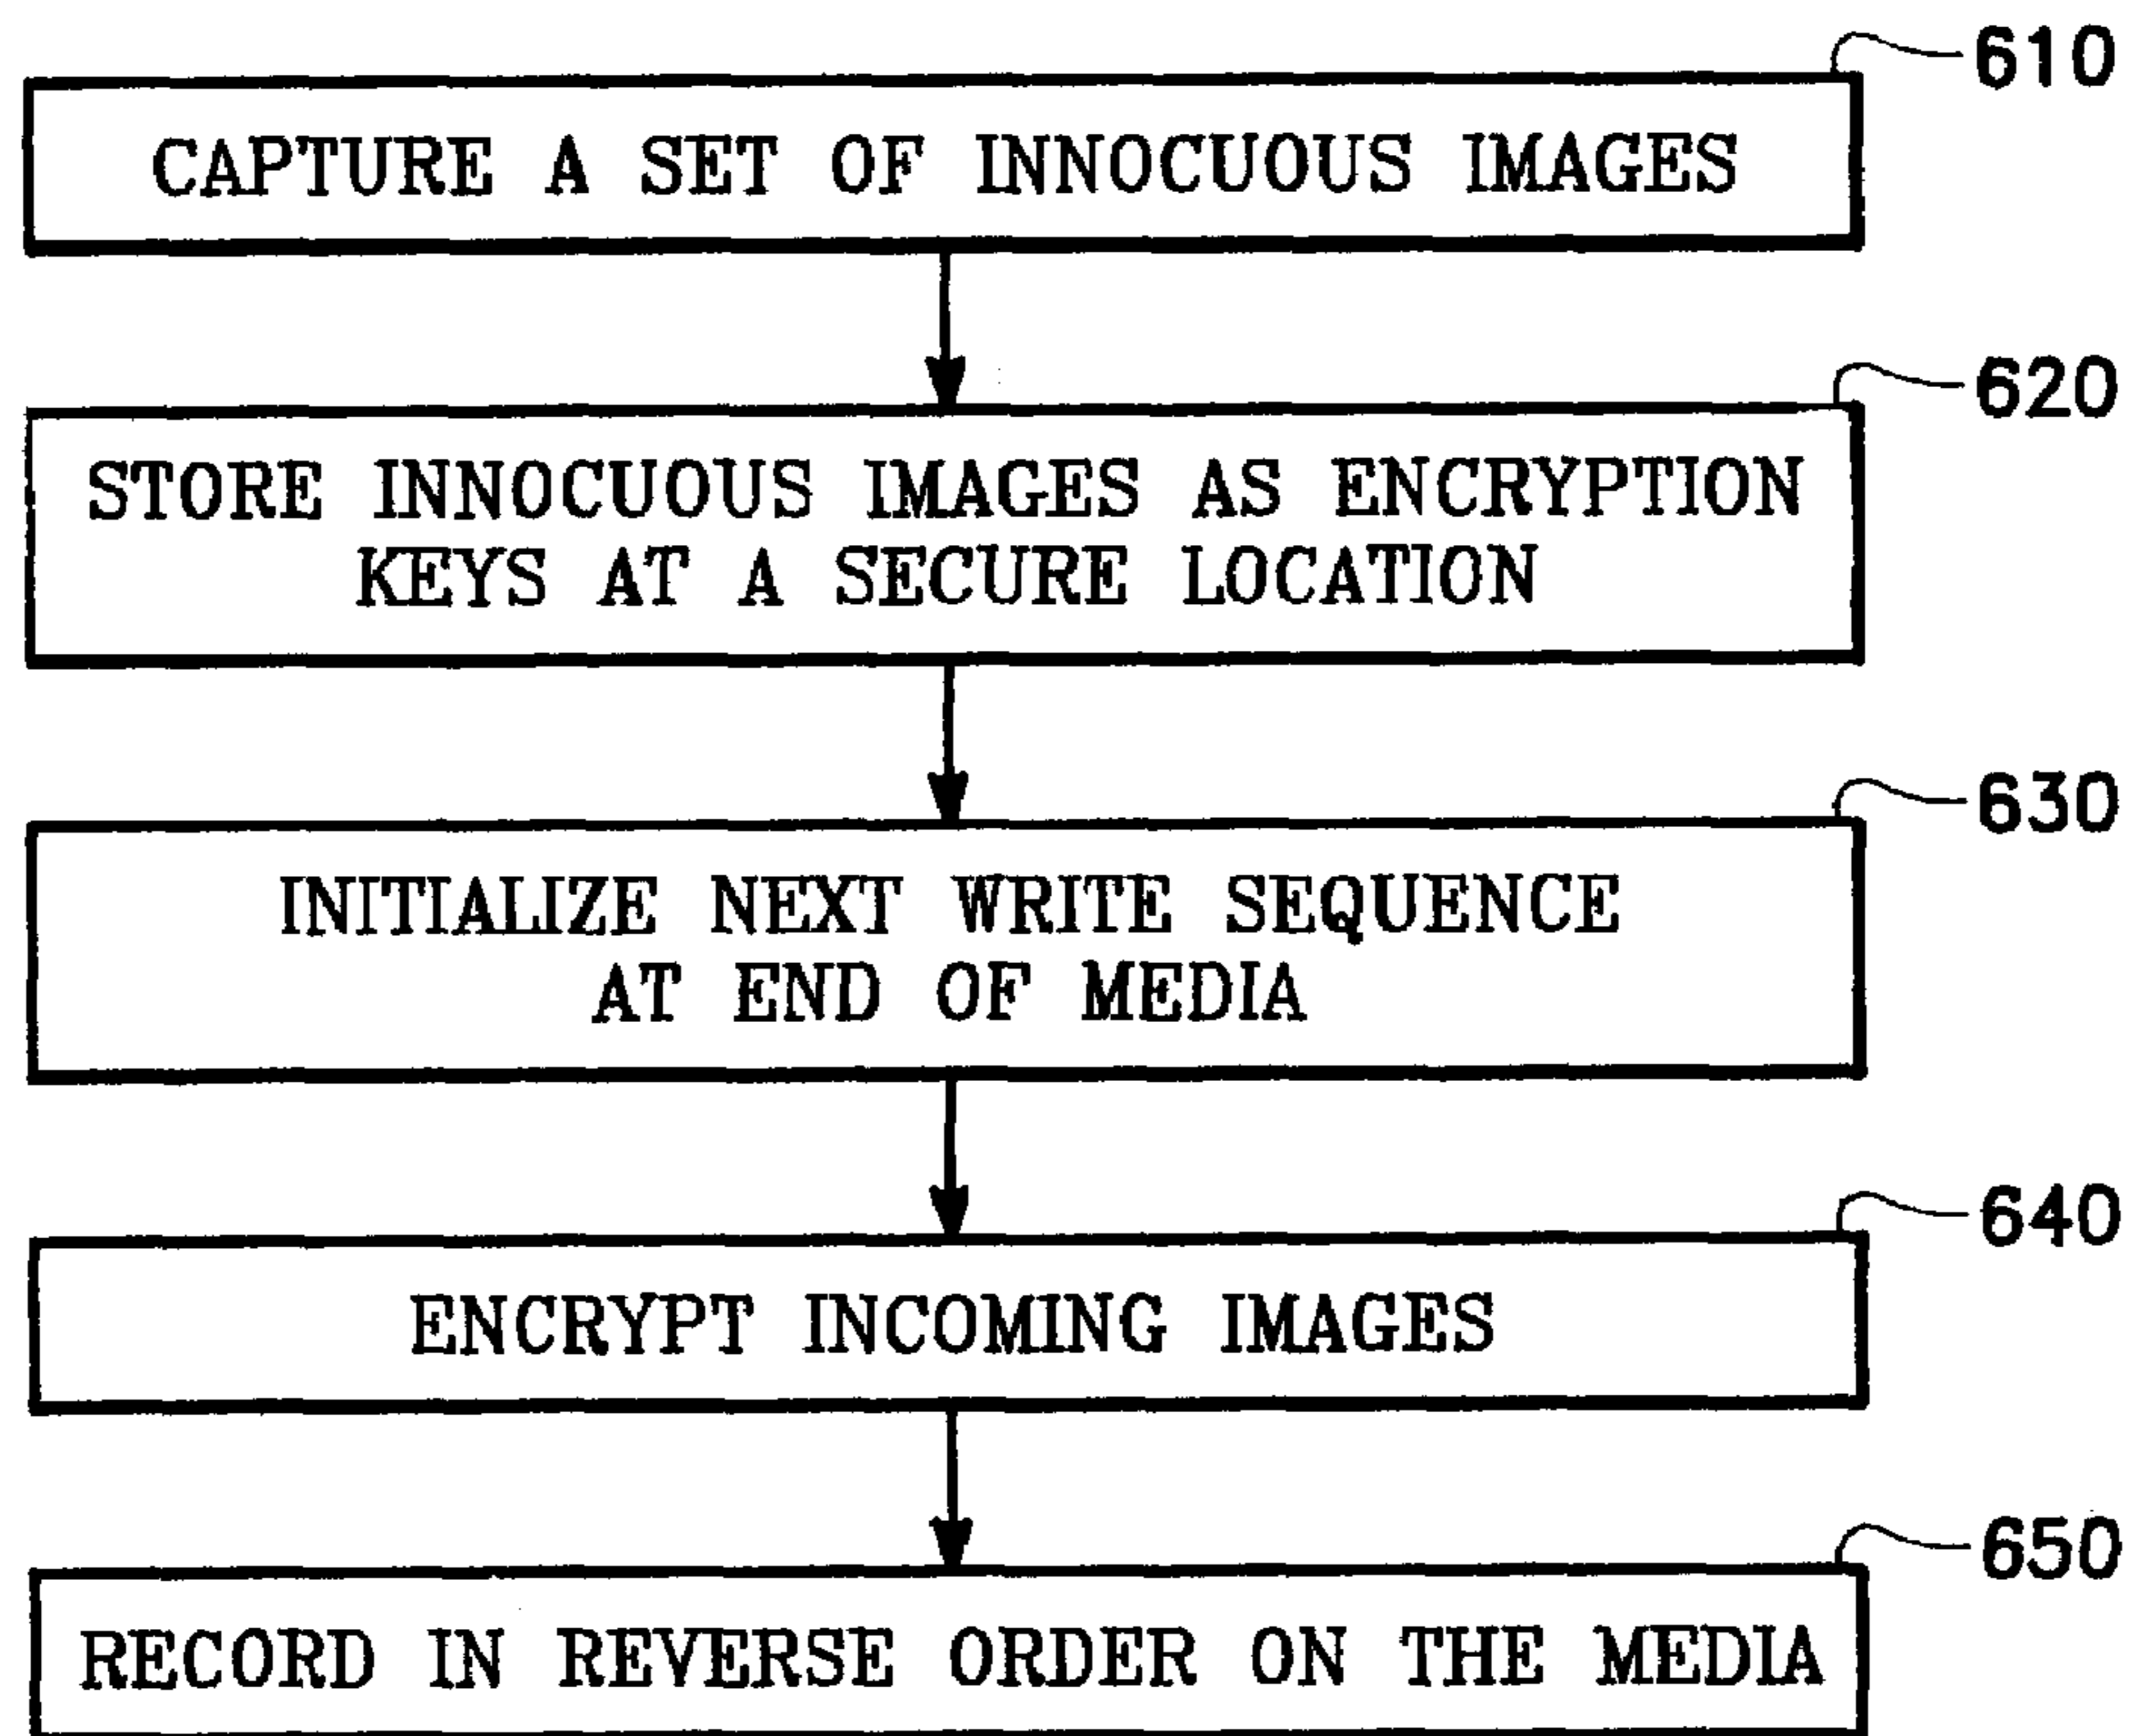 610
CAPTURE A SET OF INNOCUOUS IMAGES
620
STORE INNOCUOUS IMAGES AS ENCRYPTION
KEYS AT A SECURE LOCATION
630
INITIALIZE NEXT WRITE SEQUENCE
AT END OF MEDIA
640
ENCRYPT INCOMING IMAGES
650
RECORD IN REVERSE ORDER ON THE MEDIA